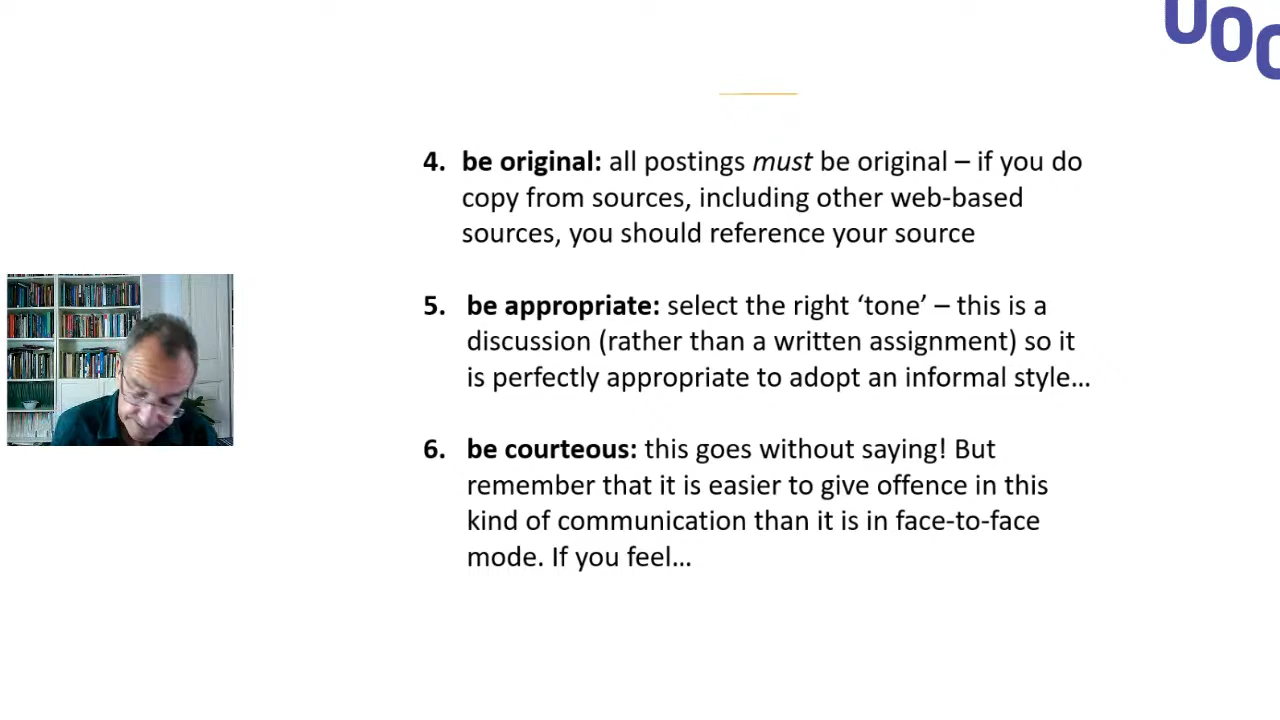 UOC
4. be original: all postings must be original – if you do
copy from sources, including other web-based
sources, you should reference your source
5. be appropriate: select the right ‘tone’ – this is a
discussion (rather than a written assignment) so it
is perfectly appropriate to adopt an informal style…
6. be courteous: this goes without saying! But
remember that it is easier to give offence in this
kind of communication than it is in face-to-face
mode. If you feel…